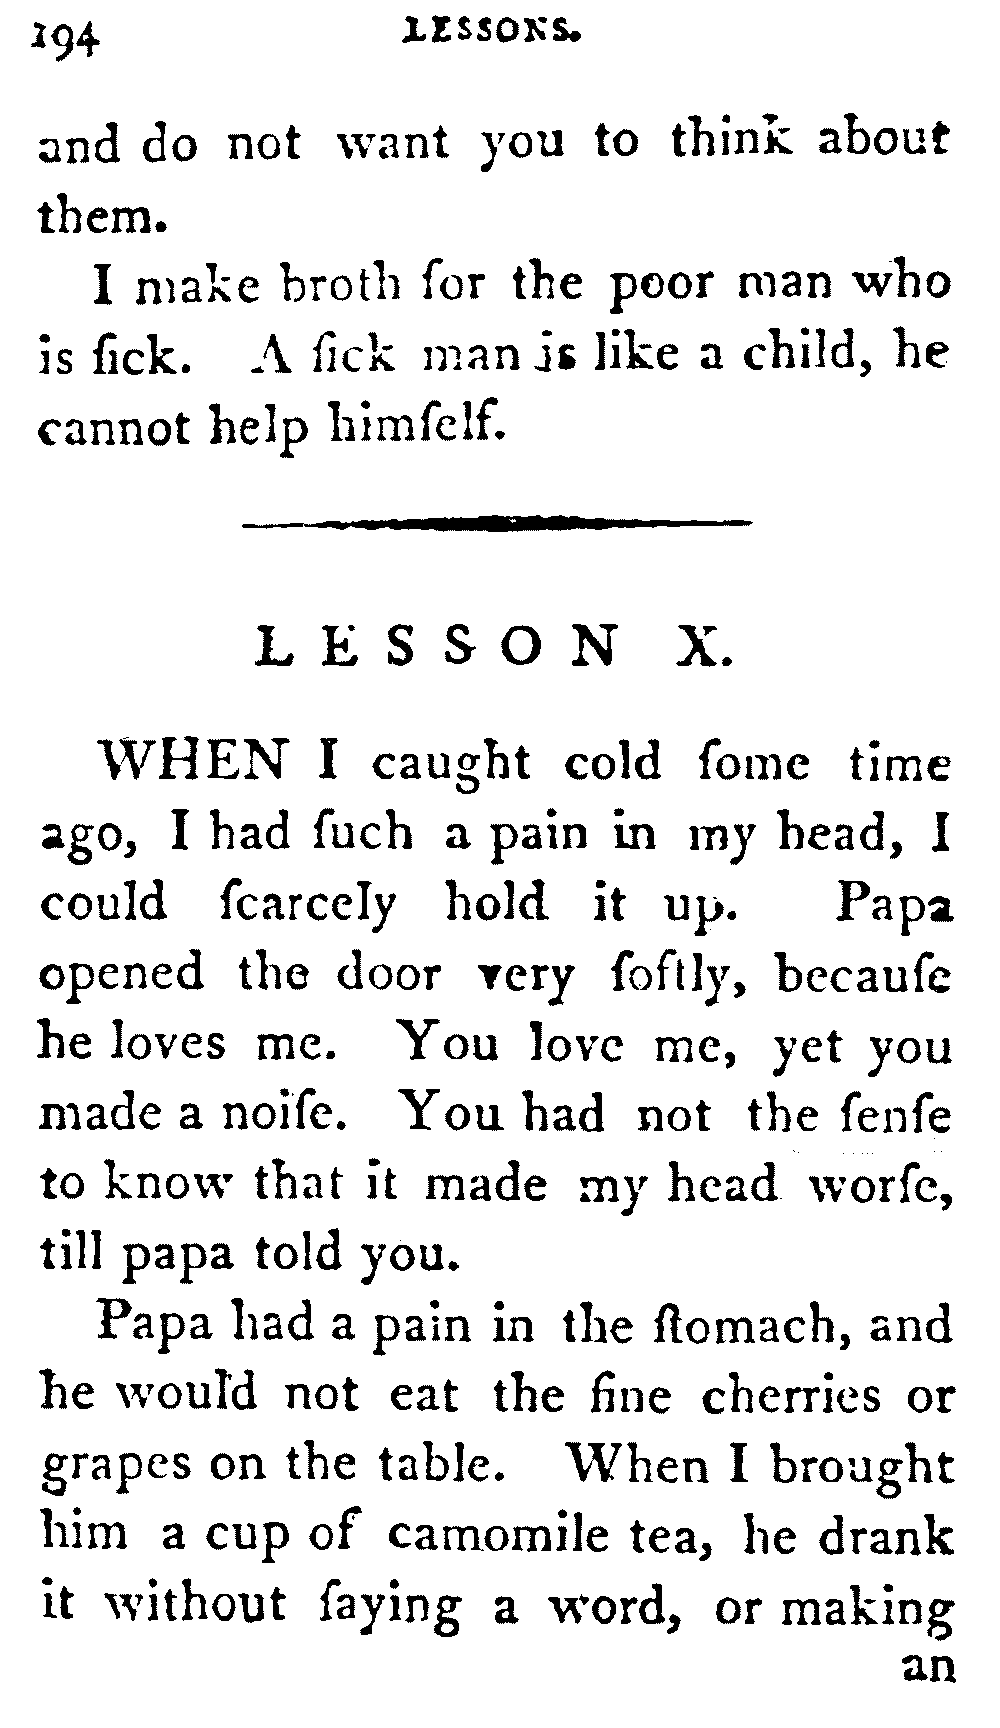 194 LESSONS.
and do not want you to think about
them.
I make broth for the poor man who
is ſick. A ſick man is like a child, he
cannot help himſelf.
LESSON X.
WHEN I caught cold ſome time
ago, I had ſuch a pain in my head, I
could ſcarcely hold it up. Papa
opened the door very ſoftly, becauſe
he loves me. You love me, yet you
made a noiſe. You had not the ſenſe
to know that it made my head worſe,
till papa told you.
Papa had a pain in the ſtomach, and
he would not eat the fine cherries or
grapes on the table. When I brought
him a cup of camomile tea, he drank
it without ſaying a word, or making
an